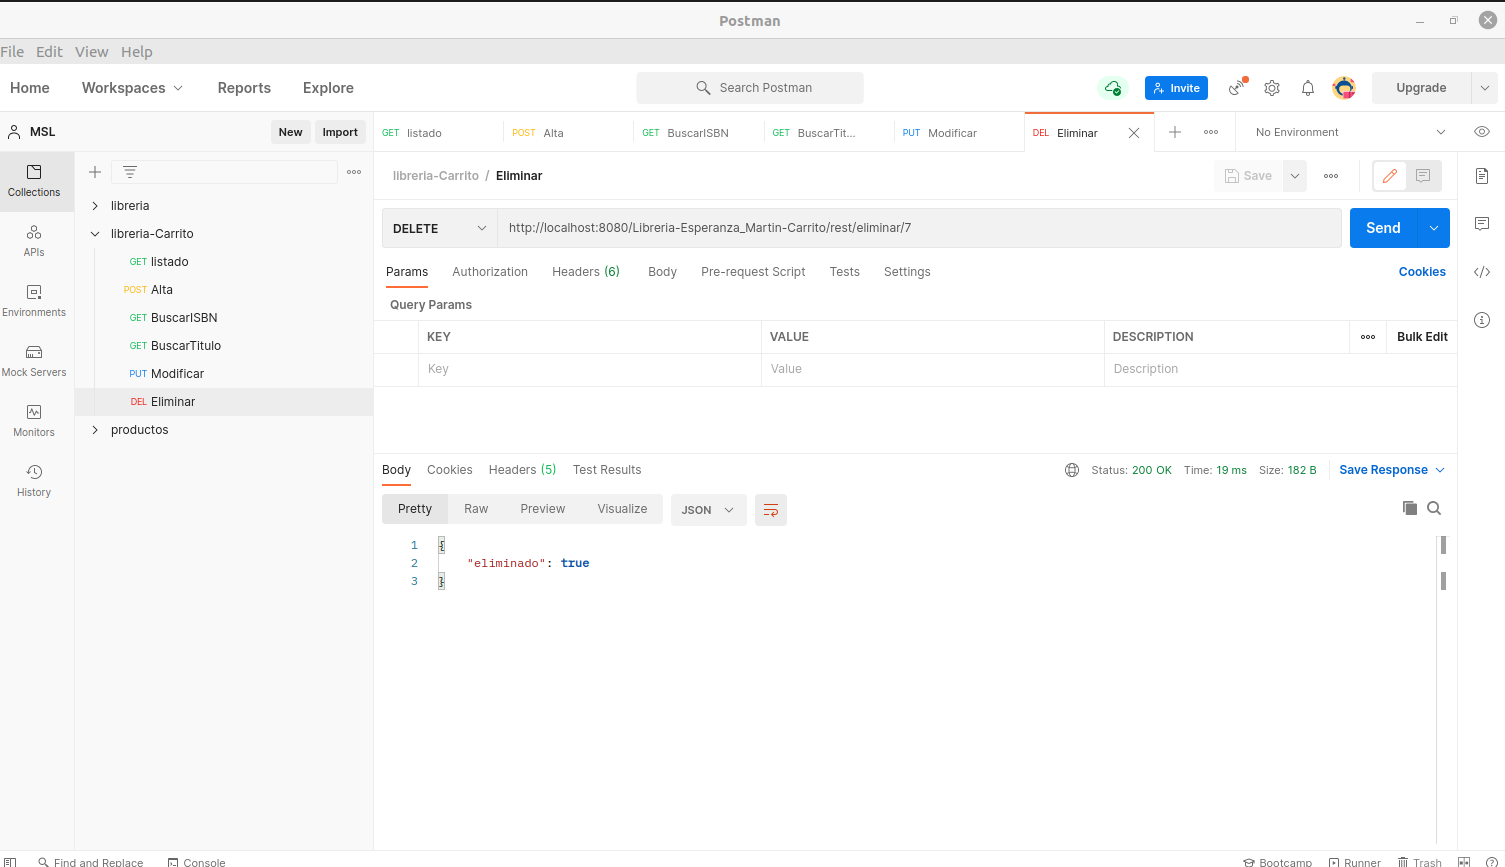 Postman
File Edit View Help
Home Workspaces Reports Explore Search Postman Invite Upgrade
MSL New Import GET listado POST Alta GET BuscarISBN GET BuscarTit... PUT Modificar DEL Eliminar No Environment
Collections
APIs
Environments
Mock Servers
Monitors
History
libreria
libreria-Carrito
GET listado
POST Alta
GET BuscarISBN
GET BuscarTitulo
PUT Modificar
DEL Eliminar
productos
libreria-Carrito / Eliminar Save
DELETE http://localhost:8080/Libreria-Esperanza_Martin-Carrito/rest/eliminar/7 Send
Params Authorization Headers (6) Body Pre-request Script Tests Settings Cookies
Query Params
KEY VALUE DESCRIPTION Bulk Edit
Key Value Description
Body Cookies Headers (5) Test Results Status: 200 OK Time: 19 ms Size: 182 B Save Response
Pretty Raw Preview Visualize JSON
1 {
2 "eliminado": true
3 }
Find and Replace Console Bootcamp Runner Trash